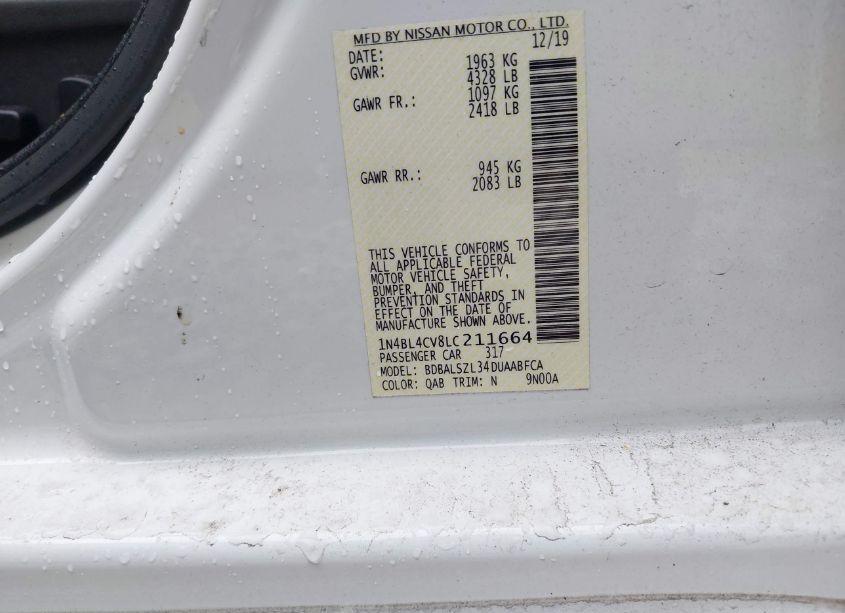 MFD BY NISSAN MOTOR CO., LTD.
DATE: 12/19
GVWR: 1963 KG
4328 LB
GAWR FR.: 1097 KG
2418 LB
GAWR RR.: 945 KG
2083 LB
THIS VEHICLE CONFORMS TO
ALL APPLICABLE FEDERAL
MOTOR VEHICLE SAFETY,
BUMPER, AND THEFT
PREVENTION STANDARDS IN
EFFECT ON THE DATE OF
MANUFACTURE SHOWN ABOVE.
1N4BL4CV8LC211664
PASSENGER CAR 317
MODEL: BDBALSZL34DUAABFCA
COLOR: QAB TRIM: N 9N00A